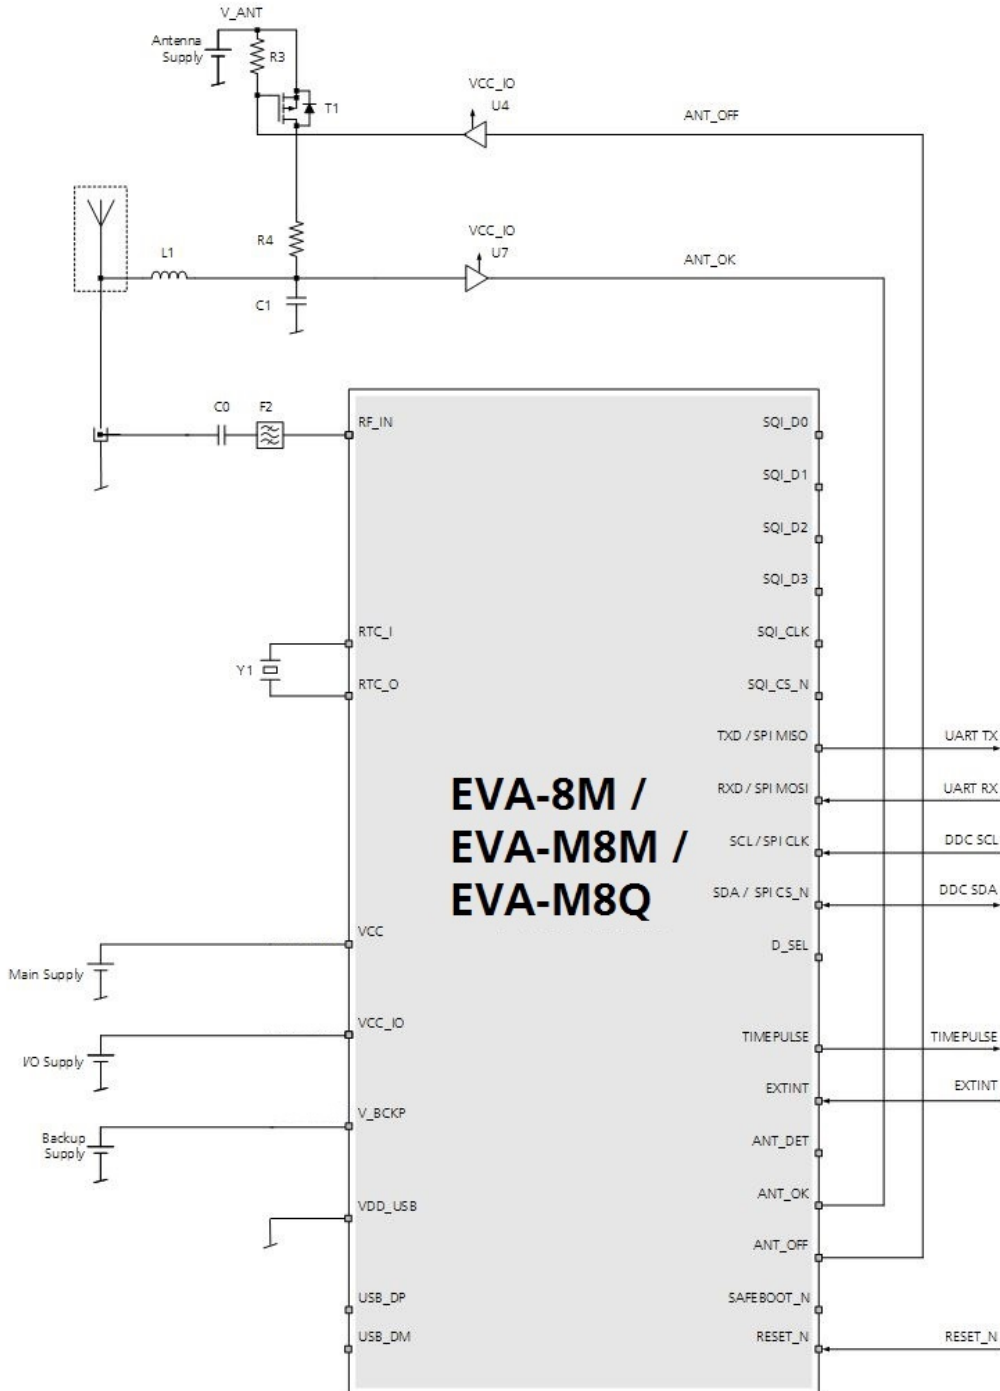 V_ANT
Antenna
Supply
R3
T1
VCC_IO
U4
ANT_OFF
R4
L1
VCC_IO
U7
ANT_OK
C1
C0
F2
RF_IN
SQI_D0
SQI_D1
SQI_D2
SQI_D3
RTC_I
SQI_CLK
Y1
RTC_O
SQI_CS_N
TXD / SPI MISO
UART TX
EVA-8M /
EVA-M8M /
EVA-M8Q
RXD / SPI MOSI
UART RX
SCL / SPI CLK
DDC SCL
SDA / SPI CS_N
DDC SDA
VCC
D_SEL
Main Supply
VCC_IO
TIMEPULSE
TIMEPULSE
I/O Supply
EXTINT
EXTINT
V_BCKP
Backup
Supply
ANT_DET
ANT_OK
VDD_USB
ANT_OFF
USB_DP
SAFEBOOT_N
USB_DM
RESET_N
RESET_N